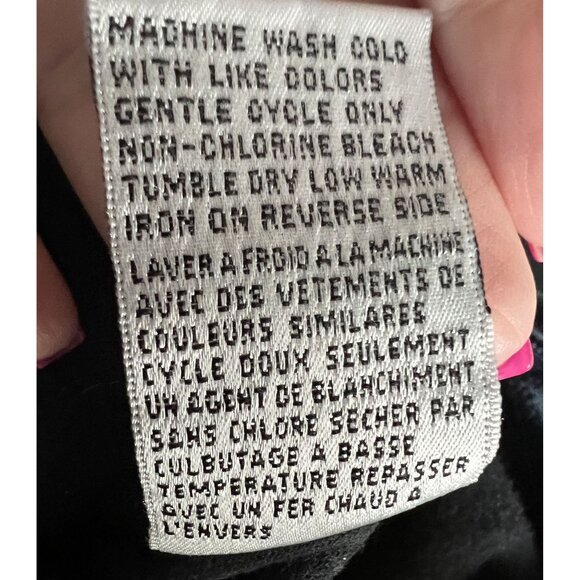 MACHINE WASH COLD
WITH LIKE COLORS
GENTLE CYCLE ONLY
NON-CHLORINE BLEACH
TUMBLE DRY LOW WARM
IRON ON REVERSE SIDE
LAVER A FROID A LA MACHINE
AVEC DES VETEMENTS DE
COULEURS SIMILARES
CYCLE DOUX SEULEMENT
UN AGENT DE BLANCHIMENT
SANS CHLORE SECHER PAR
CULBUTAGE A BASSE
TEMPERATURE REPASSER
AVEC UN FER CHAUD A
L'ENVERS